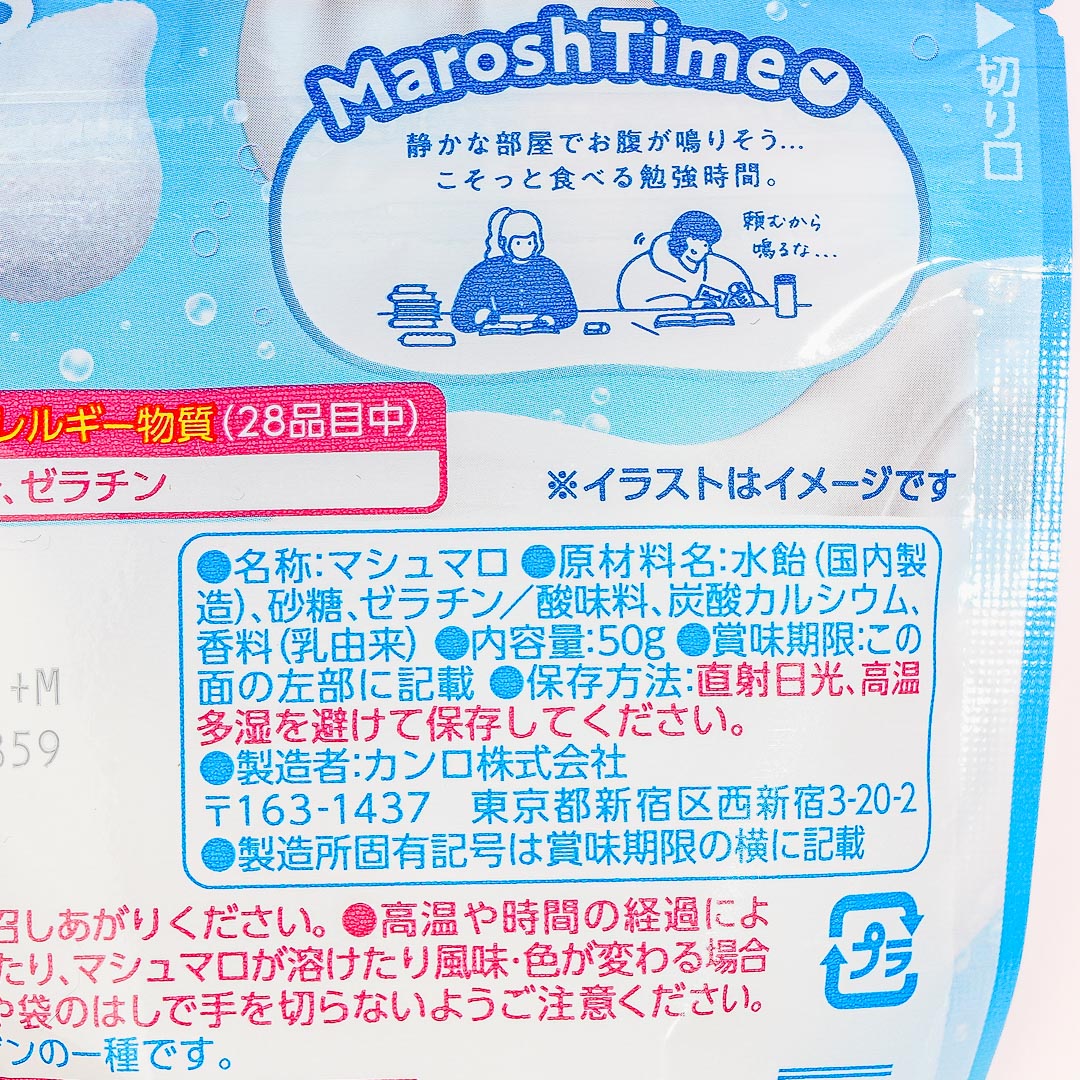 MaroshTime
切り口
静かな部屋でお腹が鳴りそう…
こそっと食べる勉強時間。
頼むから
鳴るな…
レルギー物質(28品目中)
、ゼラチン
※イラストはイメージです
●名称:マシュマロ ●原材料名:水飴(国内製
造)、砂糖、ゼラチン/酸味料、炭酸カルシウム、
香料(乳由来) ●内容量:50g ●賞味期限:この
面の左部に記載 ●保存方法:直射日光、高温
多湿を避けて保存してください。
●製造者:カンロ株式会社
〒163-1437 東京都新宿区西新宿3-20-2
●製造所固有記号は賞味期限の横に記載
+M
859
召しあがりください。●高温や時間の経過によ
たり、マシュマロが溶けたり風味・色が変わる場合
や袋のはしで手を切らないようご注意ください。
ンの一種です。
プラ